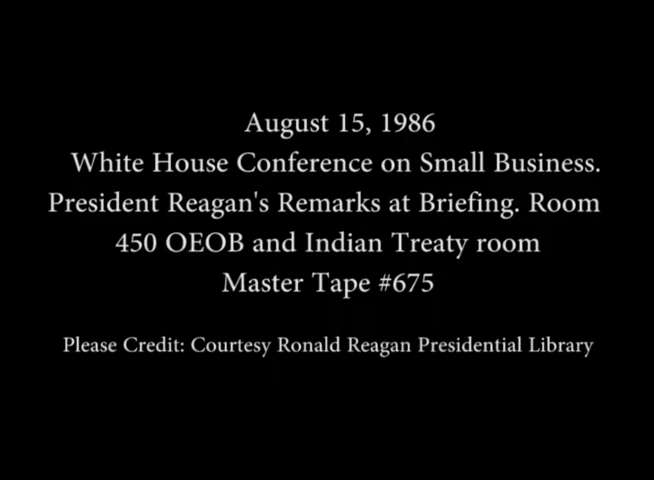 August 15, 1986
White House Conference on Small Business.
President Reagan's Remarks at Briefing. Room
450 OEOB and Indian Treaty room
Master Tape #675
Please Credit: Courtesy Ronald Reagan Presidential Library